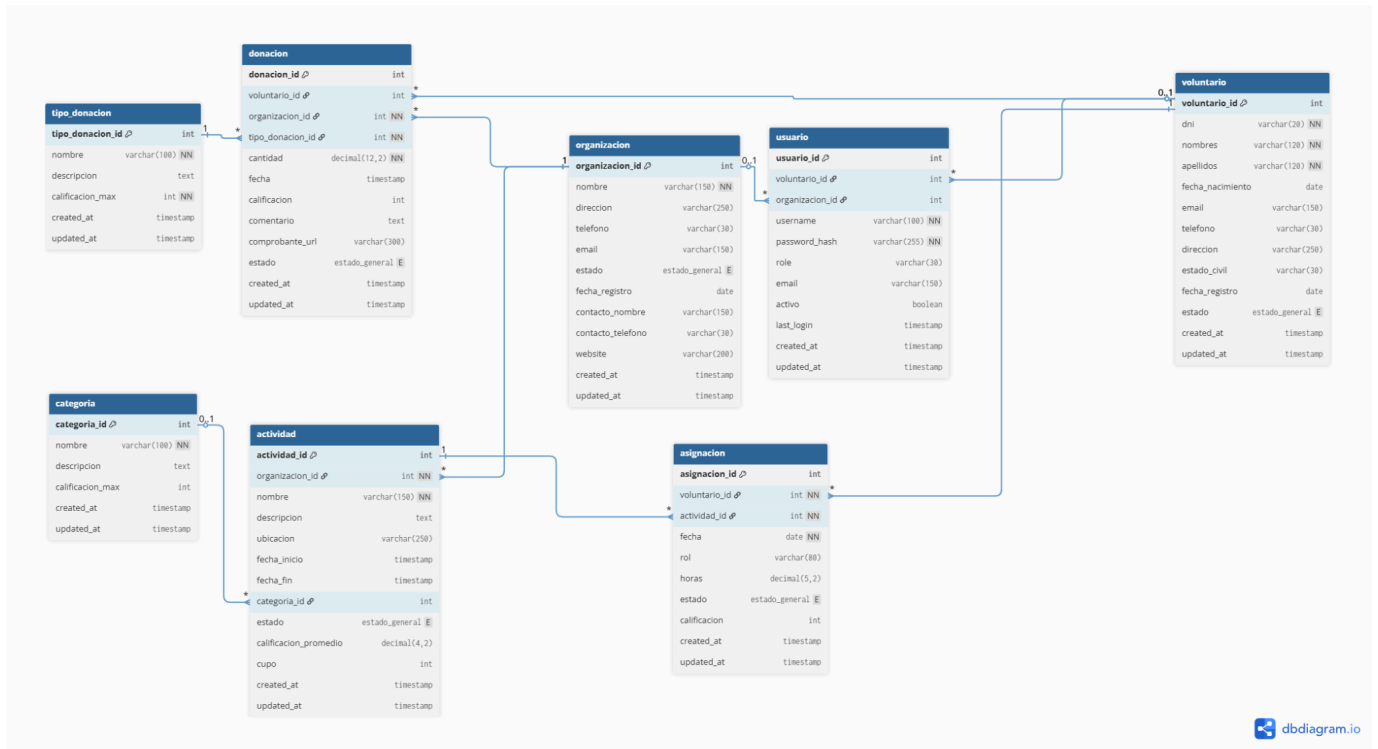 donacion
donacion_id int
voluntario_id int
organizacion_id int NN
tipo_donacion_id int NN
cantidad decimal(12,2) NN
fecha timestamp
calificacion int
comentario text
comprobante_url varchar(300)
estado estado_general E
created_at timestamp
updated_at timestamp
*
*
*
tipo_donacion
tipo_donacion_id int
nombre varchar(100) NN
descripcion text
calificacion_max int NN
created_at timestamp
updated_at timestamp
1
organizacion
organizacion_id int
nombre varchar(150) NN
direccion varchar(250)
telefono varchar(30)
email varchar(150)
estado estado_general E
fecha_registro date
contacto_nombre varchar(150)
contacto_telefono varchar(30)
website varchar(200)
created_at timestamp
updated_at timestamp
1
0..1
usuario
usuario_id int
voluntario_id int
organizacion_id int
username varchar(100) NN
password_hash varchar(255) NN
role varchar(30)
email varchar(150)
activo boolean
last_login timestamp
created_at timestamp
updated_at timestamp
*
*
voluntario
voluntario_id int
dni varchar(20) NN
nombres varchar(120) NN
apellidos varchar(120) NN
fecha_nacimiento date
email varchar(150)
telefono varchar(30)
direccion varchar(250)
estado_civil varchar(30)
fecha_registro date
estado estado_general E
created_at timestamp
updated_at timestamp
0..1
1
categoria
categoria_id int
nombre varchar(100) NN
descripcion text
calificacion_max int
created_at timestamp
updated_at timestamp
0..1
actividad
actividad_id int
organizacion_id int NN
nombre varchar(150) NN
descripcion text
ubicacion varchar(250)
fecha_inicio timestamp
fecha_fin timestamp
categoria_id int
estado estado_general E
calificacion_promedio decimal(4,2)
cupo int
created_at timestamp
updated_at timestamp
1
*
*
asignacion
asignacion_id int
voluntario_id int NN
actividad_id int NN
fecha date NN
rol varchar(80)
horas decimal(5,2)
estado estado_general E
calificacion int
created_at timestamp
updated_at timestamp
*
*
dbdiagram.io